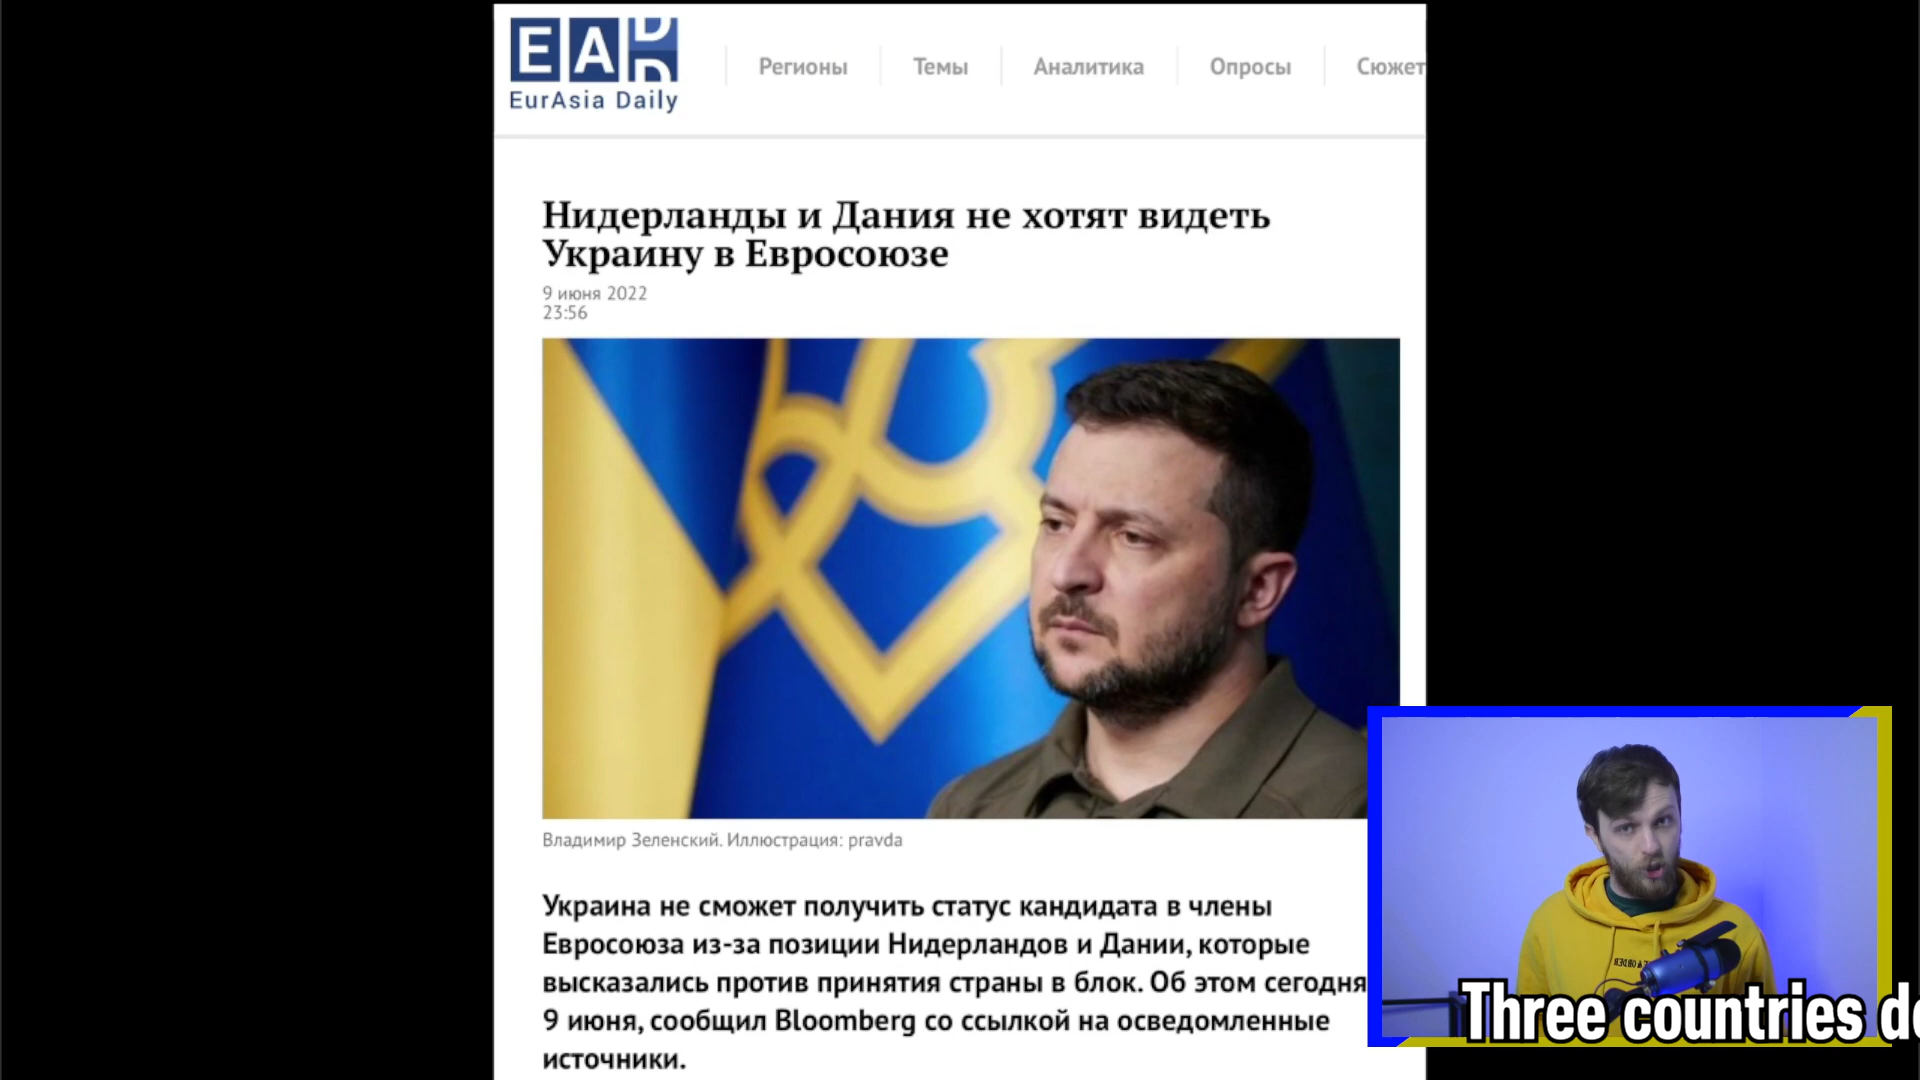 EAD
EurAsia Daily
Регионы
Темы
Аналитика
Опросы
Сюжет
Нидерланды и Дания не хотят видеть
Украину в Евросоюзе
9 июня 2022
23:56
Владимир Зеленский. Иллюстрация: pravda
Украина не сможет получить статус кандидата в члены
Евросоюза из-за позиции Нидерландов и Дании, которые
высказались против принятия страны в блок. Об этом сегодня
9 июня, сообщил Bloomberg со ссылкой на осведомленные
источники.
Three countries